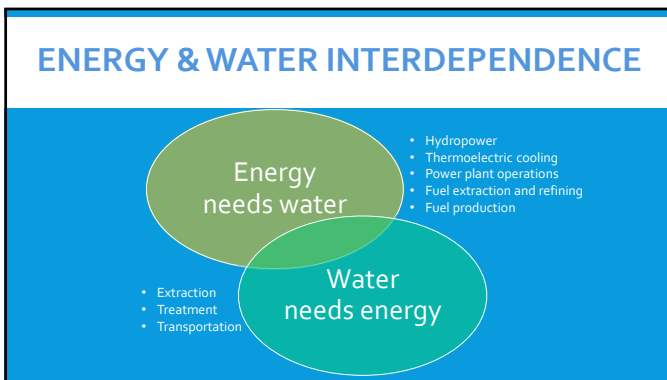 ENERGY & WATER INTERDEPENDENCE
Energy
needs water
• Hydropower
• Thermoelectric cooling
• Power plant operations
• Fuel extraction and refining
• Fuel production
Water
needs energy
• Extraction
• Treatment
• Transportation